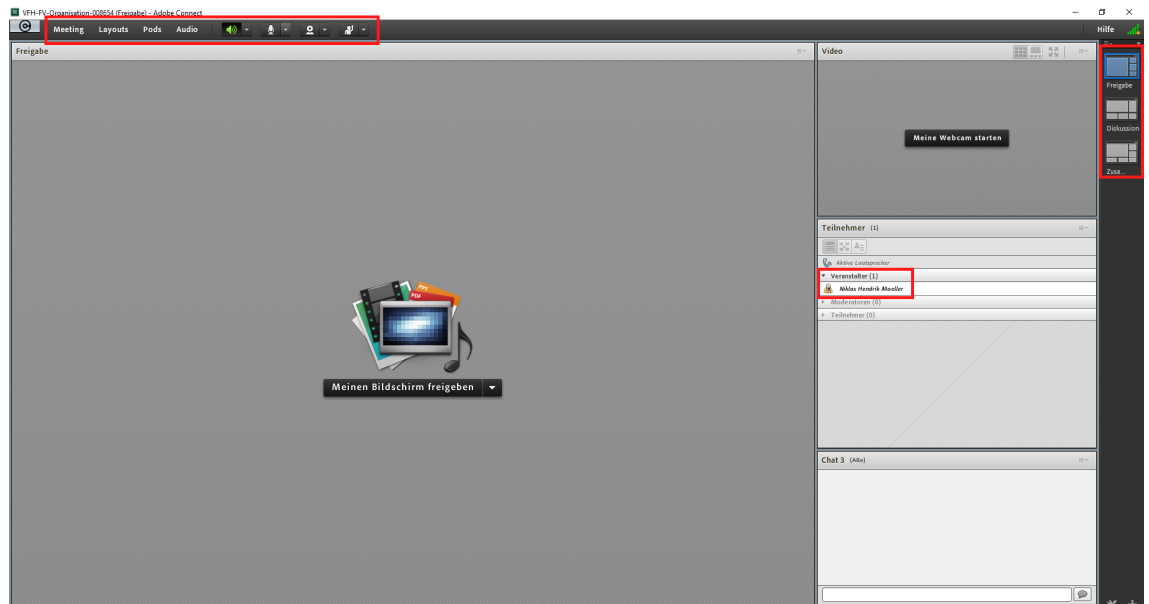 VFH-FV-Organisation-008654 (Freigabe) - Adobe Connect
Meeting Layouts Pods Audio
Hilfe
Freigabe
Video
Meine Webcam starten
Teilnehmer (1)
Aktive Lautsprecher
Veranstalter (1)
Niklas Hendrik Moeller
Moderatoren (0)
Teilnehmer (0)
PPT
PDF
Meinen Bildschirm freigeben
Chat 3 (Alle)
Freigabe
Diskussion
Zusa...